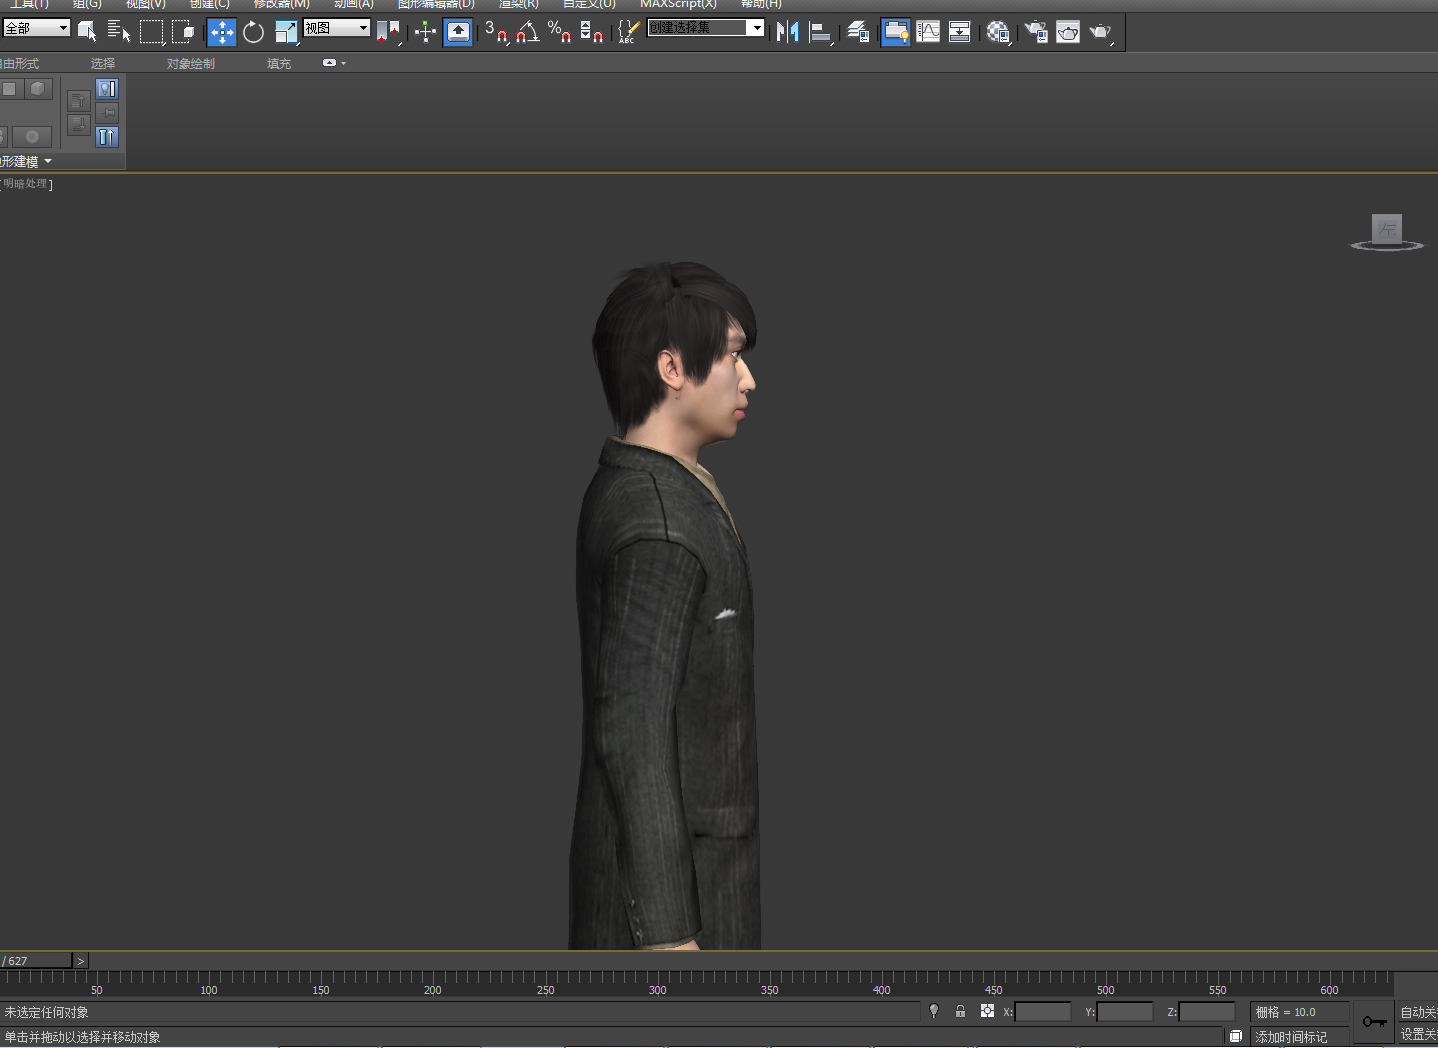 工具(T) 组(G) 视图(V) 创建(C) 修改器(M) 动画(A) 图形编辑器(D) 渲染(R) 自定义(U) MAXScript(X) 帮助(H)
全部 视图 3 % ABC 创建选择集
由形式 选择 对象绘制 填充
形建模
[明暗处理]
左
/ 627 >
50 100 150 200 250 300 350 400 450 500 550 600
未选定任何对象 X: Y: Z: 栅格 = 10.0 自动关
单击并拖动以选择并移动对象 添加时间标记 设置关